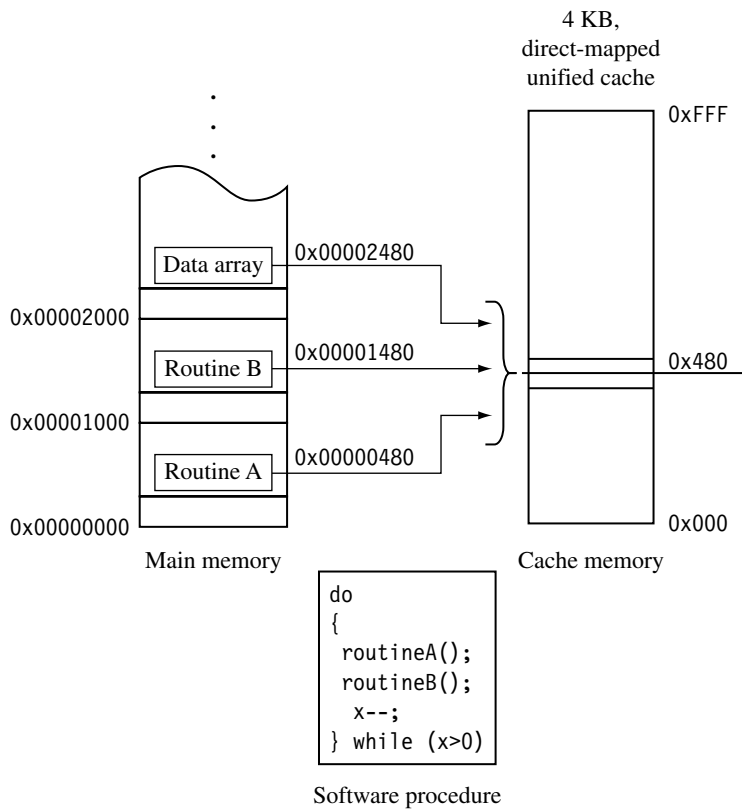 4 KB,
direct-mapped
unified cache
0xFFF
Data array
0x00002480
0x00002000
Routine B
0x00001480
0x480
0x00001000
Routine A
0x00000480
0x00000000
0x000
Main memory
Cache memory
do
{
routineA();
routineB();
x--;
} while (x>0)
Software procedure